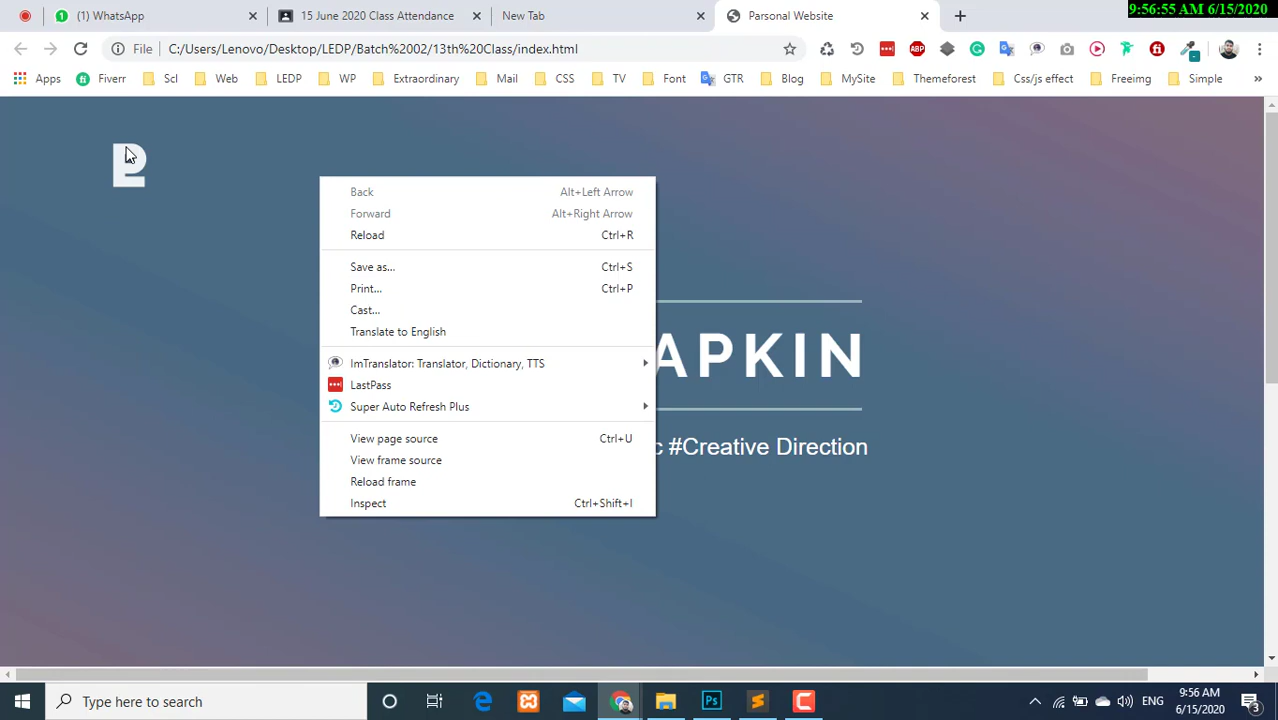 (1) WhatsApp
15 June 2020 Class Attendance
New Tab
Personal Website
9:56:55 AM 6/15/2020
File
C:/Users/Lenovo/Desktop/LEDP/Batch%2002/13th%20Class/index.html
Apps
Fiverr
Scl
Web
LEDP
WP
Extraordinary
Mail
CSS
TV
Font
GTR
Blog
MySite
Themeforest
Css/js effect
Freeimg
Simple
»
Back Alt+Left Arrow
Forward Alt+Right Arrow
Reload Ctrl+R
Save as... Ctrl+S
Print... Ctrl+P
Cast...
Translate to English
ImTranslator: Translator, Dictionary, TTS
LastPass
Super Auto Refresh Plus
View page source Ctrl+U
View frame source
Reload frame
Inspect Ctrl+Shift+I
APKIN
c #Creative Direction
Type here to search
Ps
ENG
9:56 AM
6/15/2020
3